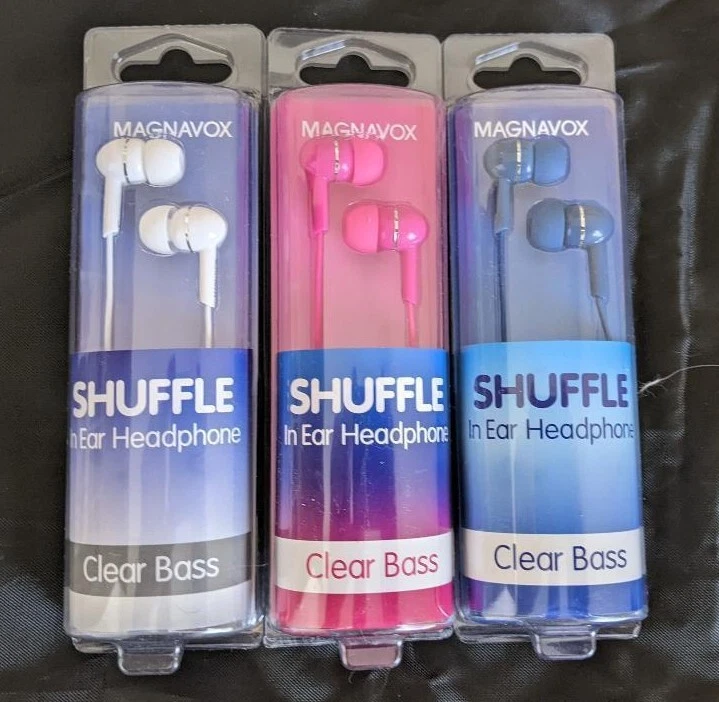 MAGNAVOX
SHUFFLE
In Ear Headphone
Clear Bass
MAGNAVOX
SHUFFLE
In Ear Headphone
Clear Bass
MAGNAVOX
SHUFFLE
In Ear Headphone
Clear Bass